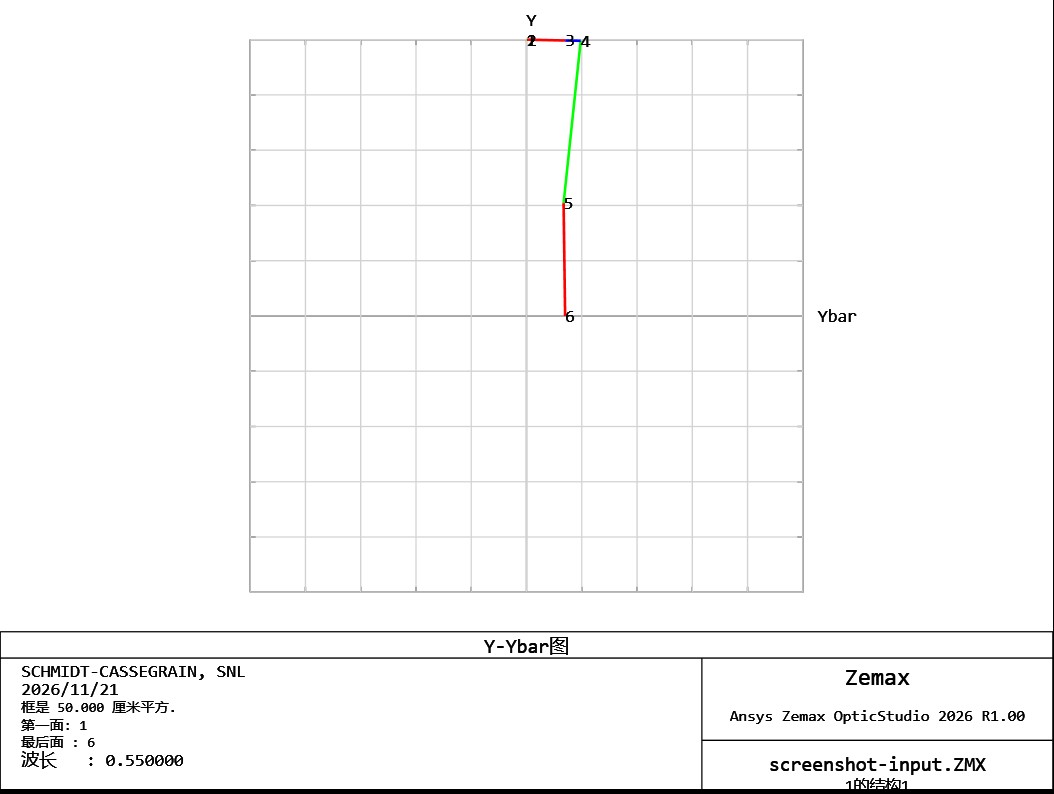 Y
3 4
5
Ybar
6
Y-Ybar图
SCHMIDT-CASSEGRAIN, SNL
2026/11/21
框是 50.000 厘米平方.
第一面: 1
最后面 : 6
波长 : 0.550000
Zemax
Ansys Zemax OpticStudio 2026 R1.00
screenshot-input.ZMX
1的结构1